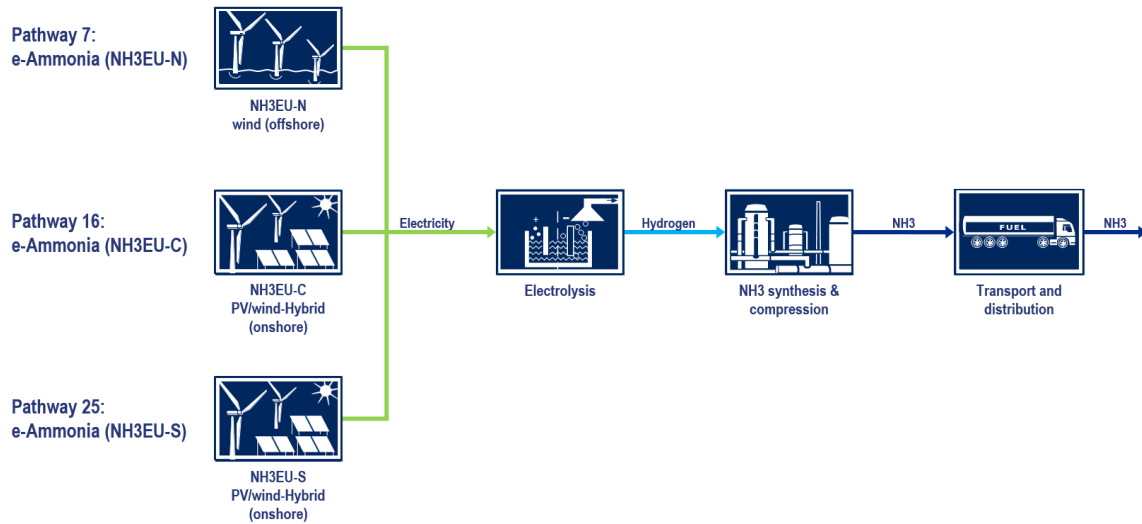 Pathway 7:
e-Ammonia (NH3EU-N)
NH3EU-N
wind (offshore)
Pathway 16:
e-Ammonia (NH3EU-C)
NH3EU-C
PV/wind-Hybrid
(onshore)
Electricity
Electrolysis
Hydrogen
NH3 synthesis &
compression
NH3
FUEL
Transport and
distribution
NH3
Pathway 25:
e-Ammonia (NH3EU-S)
NH3EU-S
PV/wind-Hybrid
(onshore)